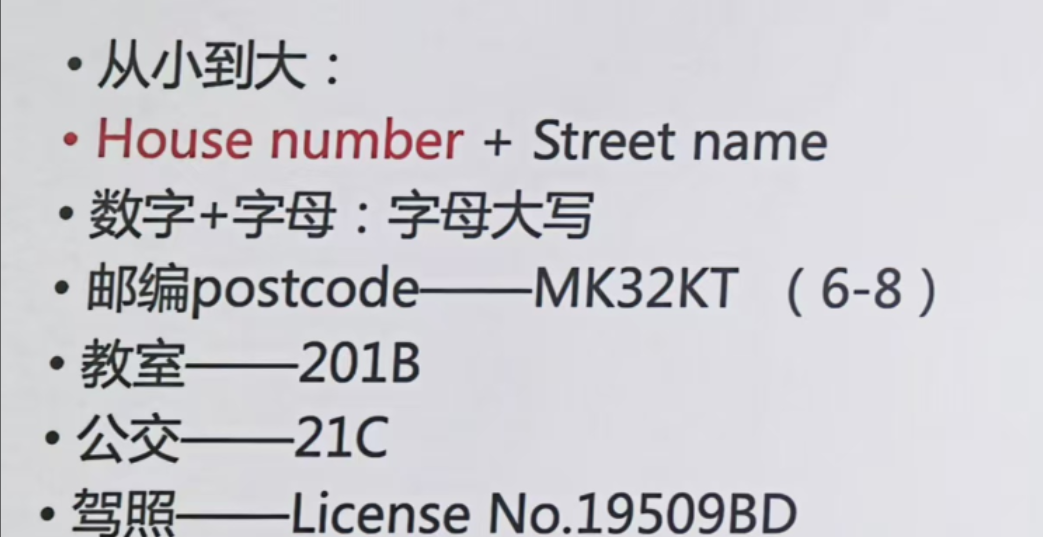 • 从小到大：
• House number + Street name
• 数字+字母：字母大写
• 邮编postcode——MK32KT （6-8）
• 教室——201B
• 公交——21C
• 驾照——License No.19509BD